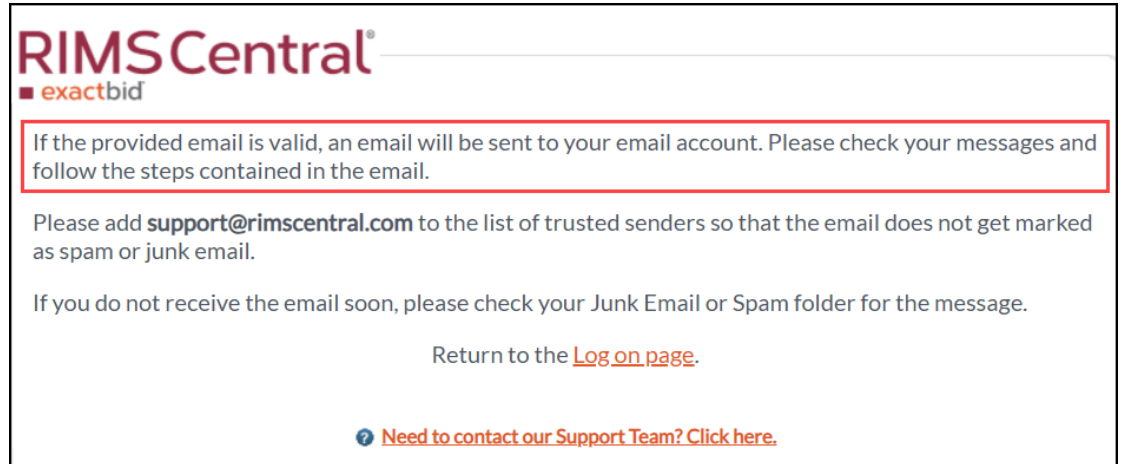 RIMSCentral®
exactbid
If the provided email is valid, an email will be sent to your email account. Please check your messages and
follow the steps contained in the email.
Please add support@rimscentral.com to the list of trusted senders so that the email does not get marked
as spam or junk email.
If you do not receive the email soon, please check your Junk Email or Spam folder for the message.
Return to the Log on page.
? Need to contact our Support Team? Click here.